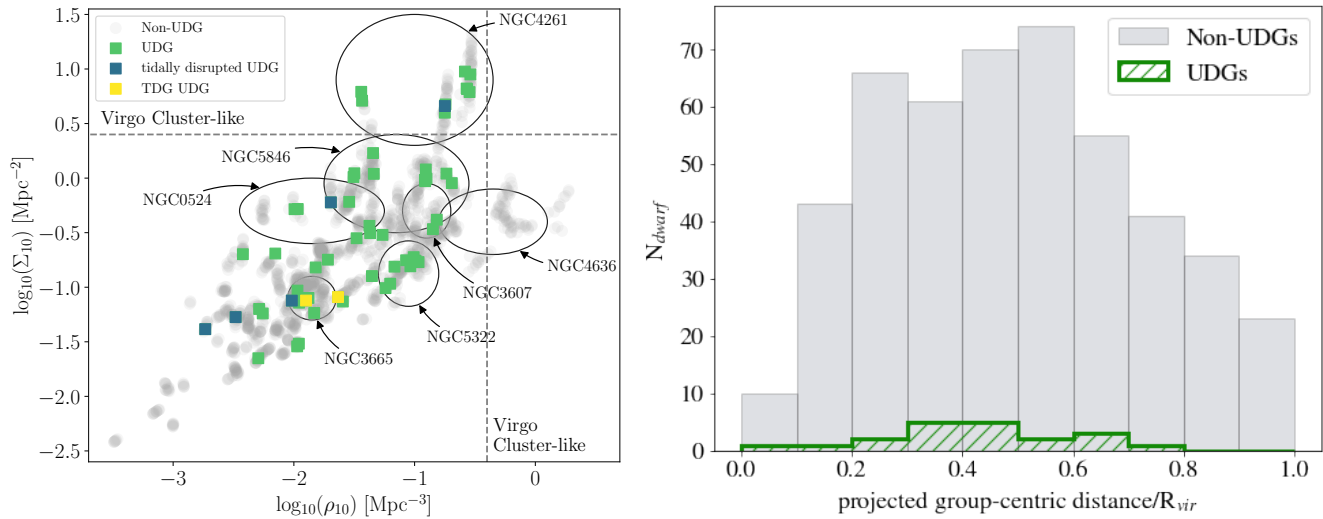 Non-UDG
UDG
tidally disrupted UDG
TDG UDG
NGC4261
Virgo Cluster-like
NGC5846
NGC0524
NGC4636
NGC3607
NGC5322
NGC3665
Virgo
Cluster-like
1.5
1.0
0.5
0.0
−0.5
−1.0
−1.5
−2.0
−2.5
log₁₀(Σ₁₀) [Mpc⁻²]
−3
−2
−1
0
log₁₀(ρ₁₀) [Mpc⁻³]
Non-UDGs
UDGs
70
60
50
40
30
20
10
0
N_dwarf
0.0
0.2
0.4
0.6
0.8
1.0
projected group-centric distance/R_vir